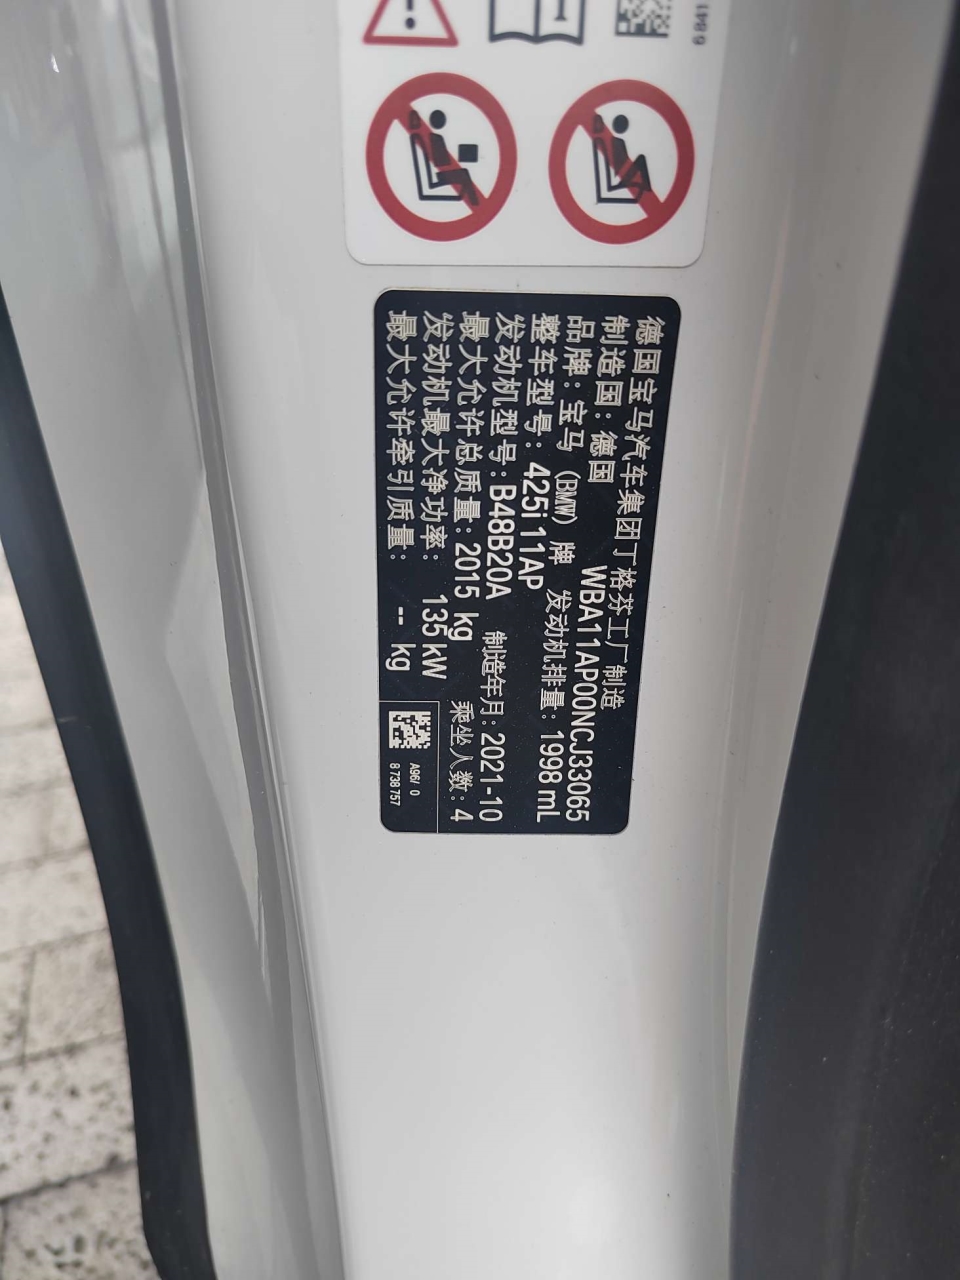 6 841
德国宝马汽车集团丁格芬工厂制造
制造国：德国 WBA11AP00NCJ33065
品牌：宝马（BMW）牌 发动机排量：1998 mL
整车型号：425i 11AP
发动机型号：B48B20A 制造年月：2021-10
最大允许总质量：2015 kg 乘坐人数：4
发动机最大净功率：135 kW
最大允许牵引质量：-- kg
A96/ 0
8 738 757